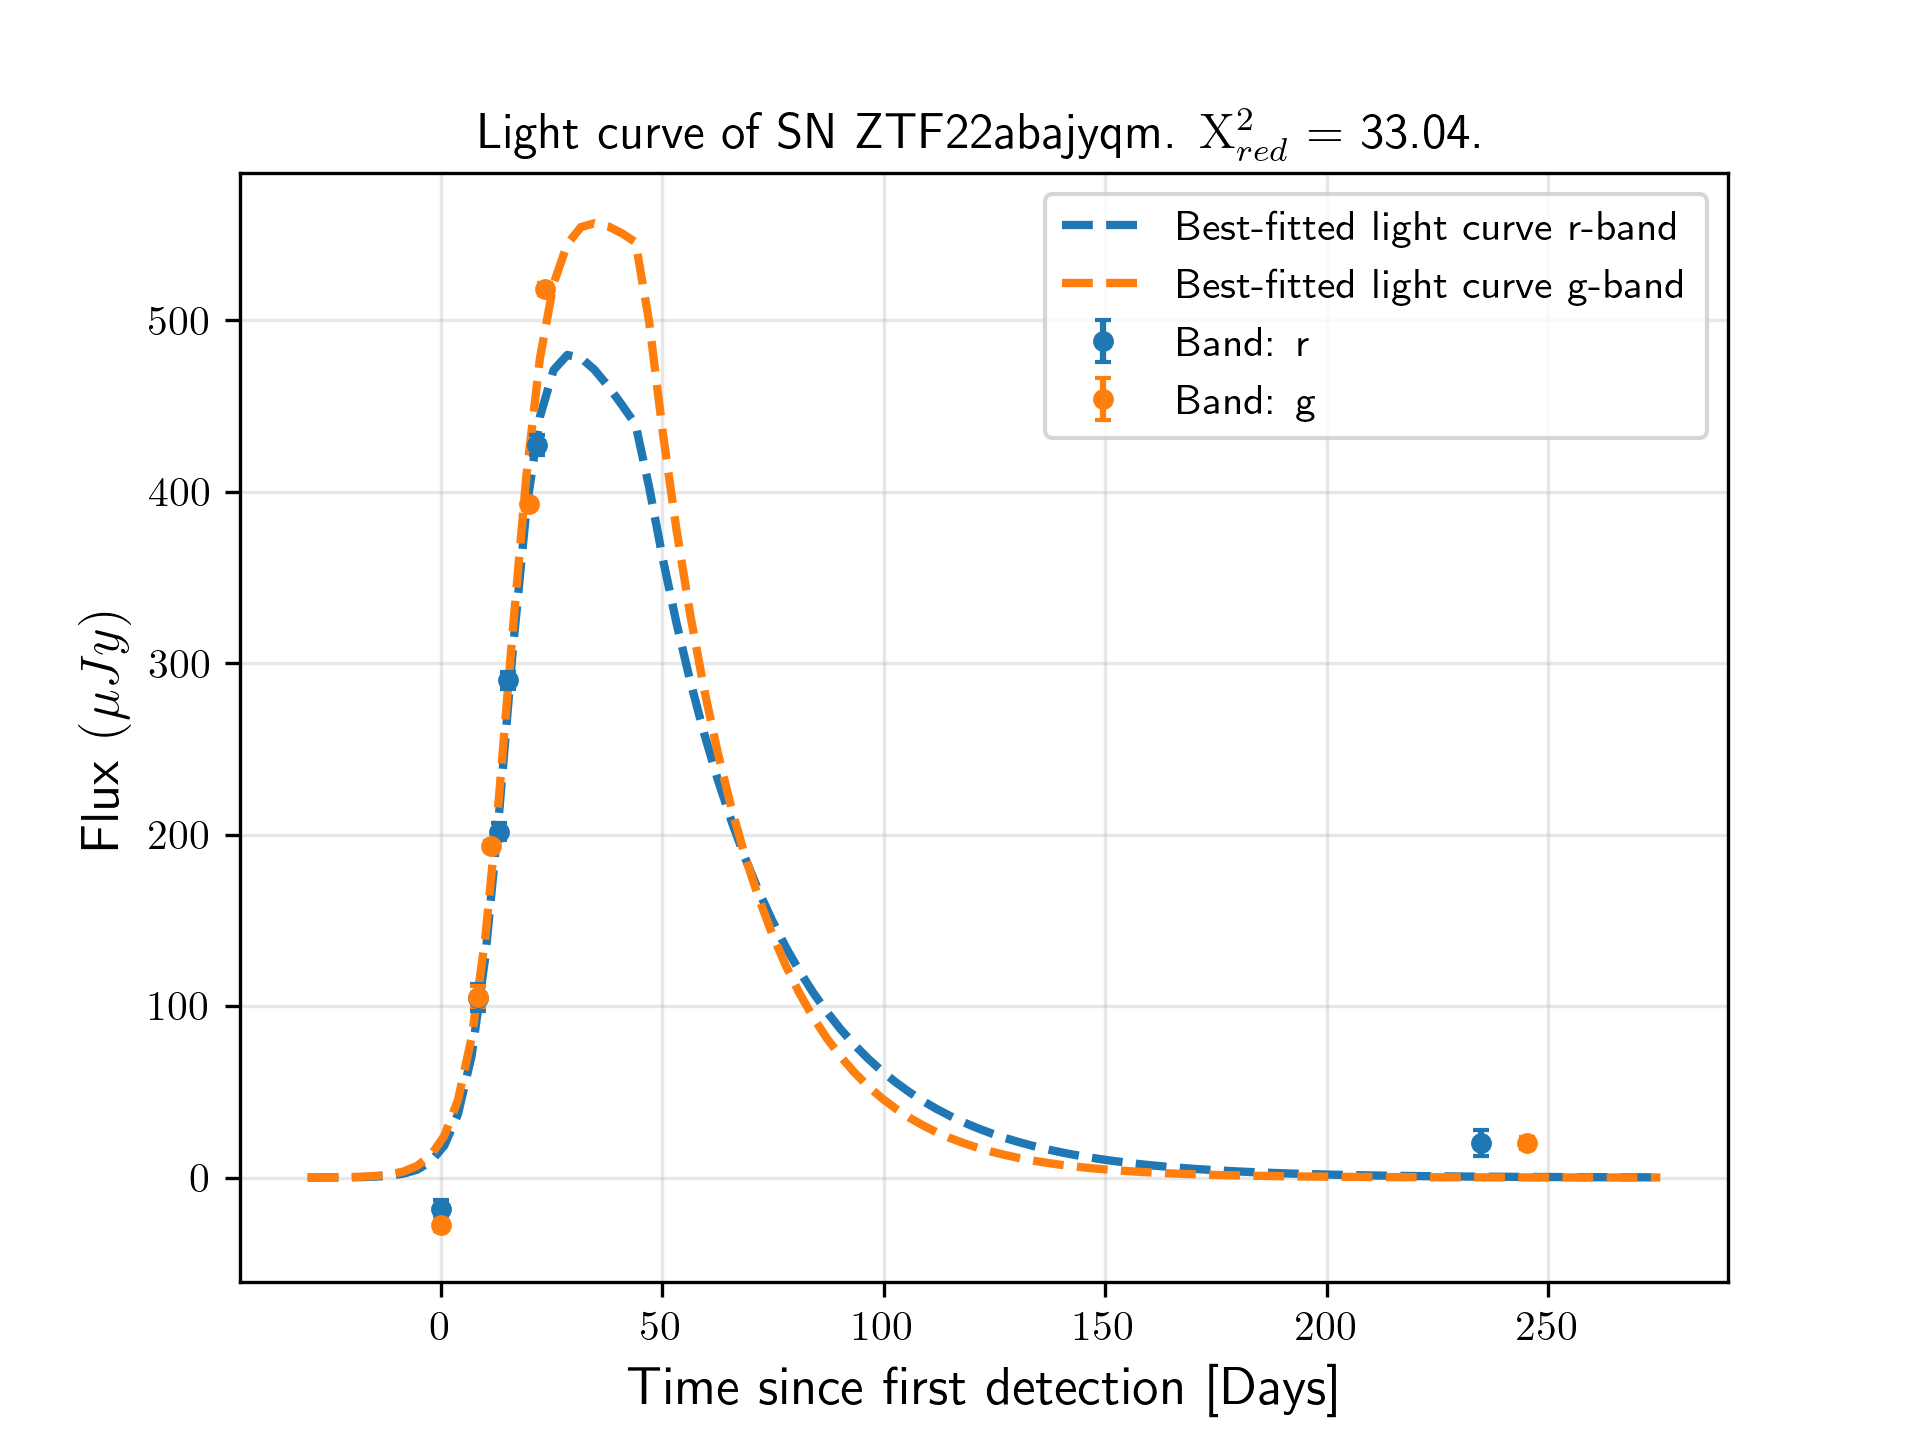 Light curve of SN ZTF22abajyqm. X²_red = 33.04.
Best-fitted light curve r-band
Best-fitted light curve g-band
Band: r
Band: g
Flux (μJy)
500
400
300
200
100
0
0 50 100 150 200 250
Time since first detection [Days]